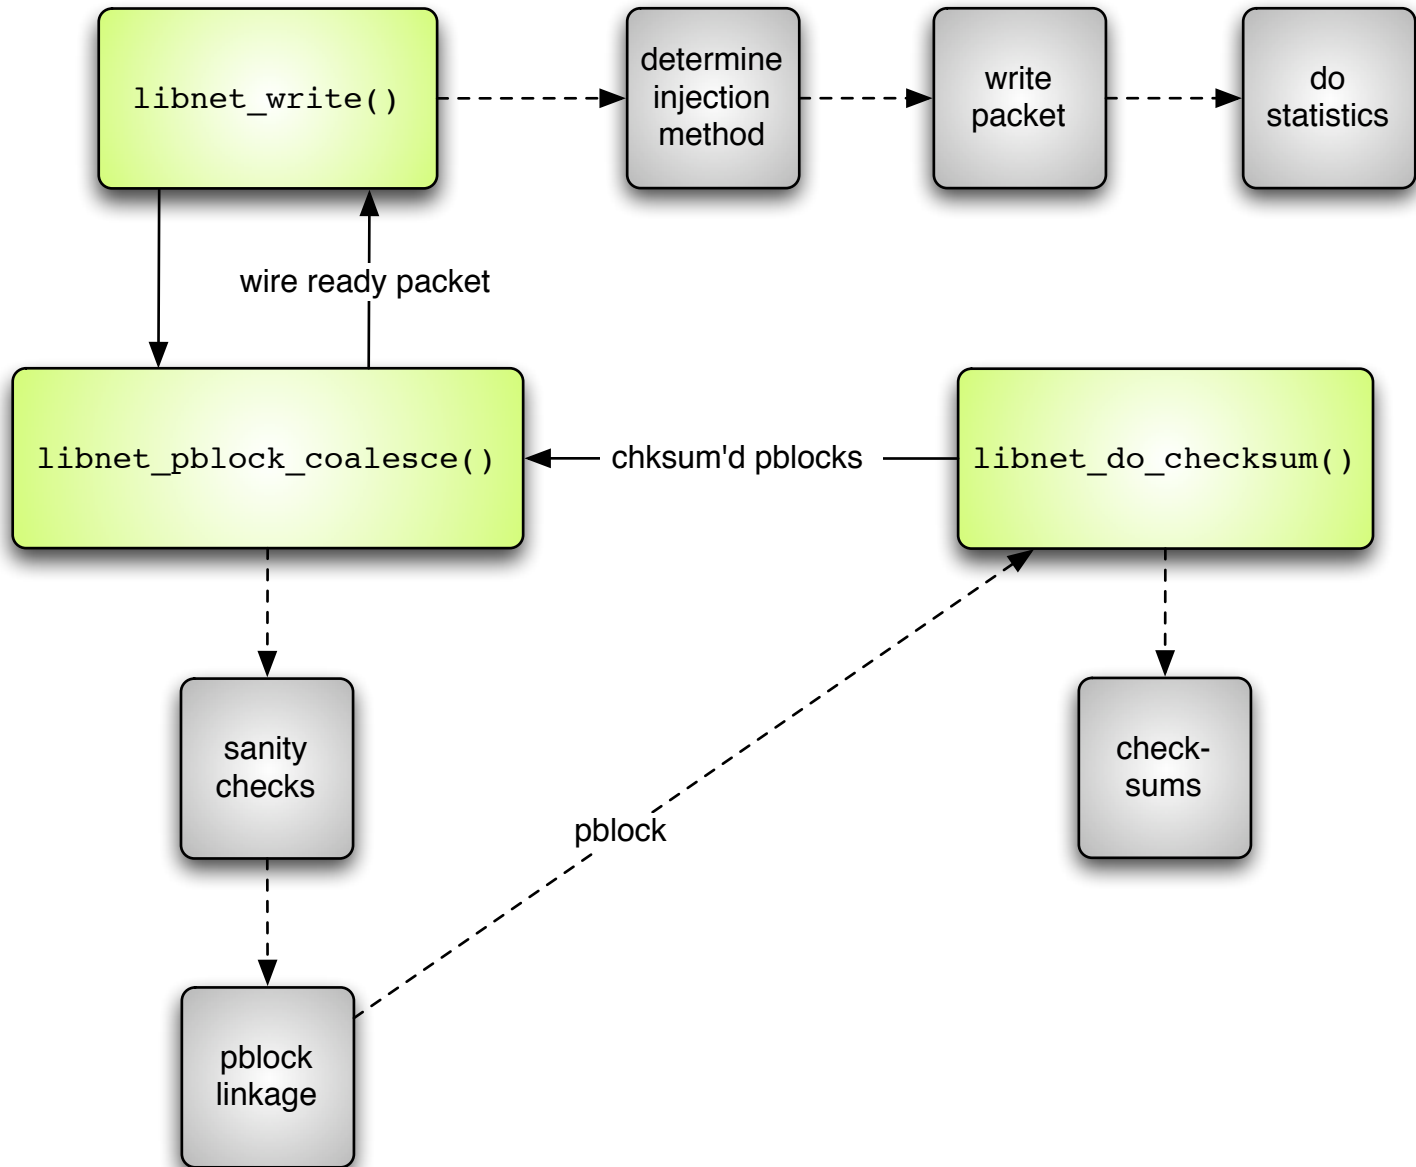 libnet_write()
determine
injection
method
write
packet
do
statistics
wire ready packet
libnet_pblock_coalesce()
chksum'd pblocks
libnet_do_checksum()
sanity
checks
check-
sums
pblock
pblock
linkage